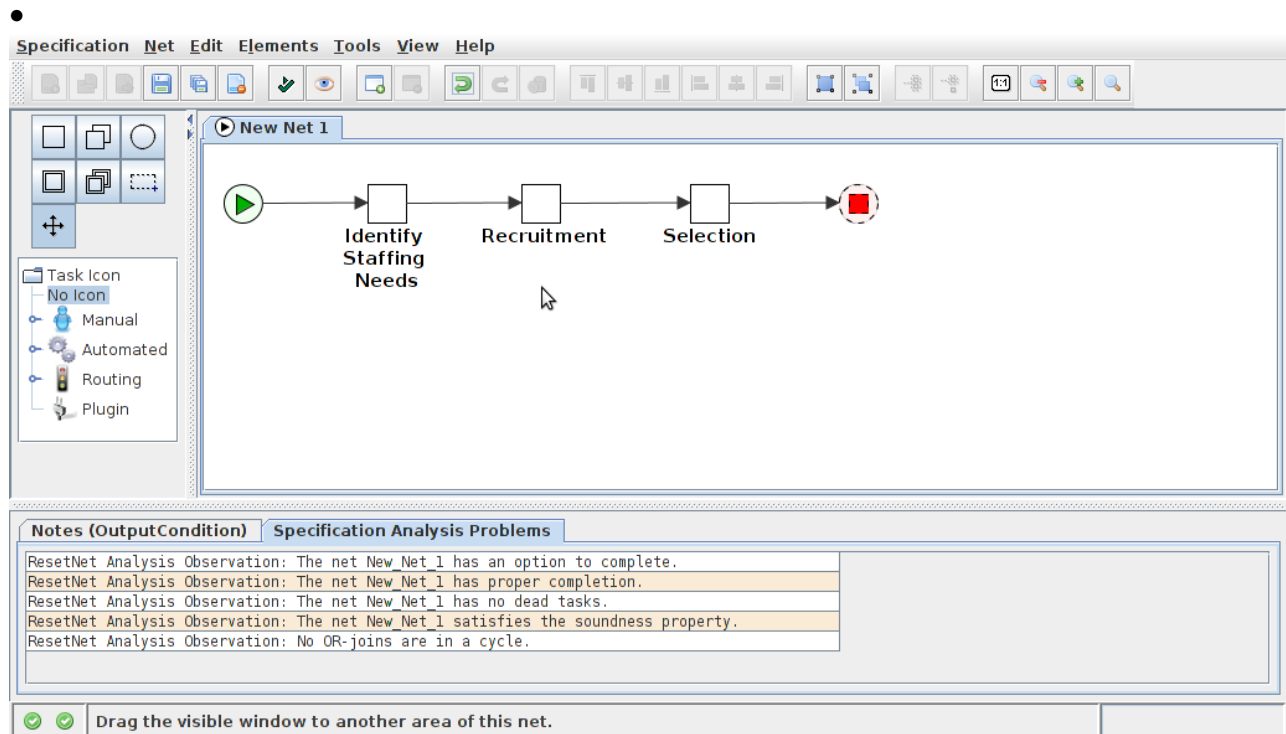 Specification Net Edit Elements Tools View Help
1:1
New Net 1
Identify
Staffing
Needs
Recruitment
Selection
Task Icon
No Icon
Manual
Automated
Routing
Plugin
Notes (OutputCondition) Specification Analysis Problems
ResetNet Analysis Observation: The net New_Net_1 has an option to complete.
ResetNet Analysis Observation: The net New_Net_1 has proper completion.
ResetNet Analysis Observation: The net New_Net_1 has no dead tasks.
ResetNet Analysis Observation: The net New_Net_1 satisfies the soundness property.
ResetNet Analysis Observation: No OR-joins are in a cycle.
Drag the visible window to another area of this net.